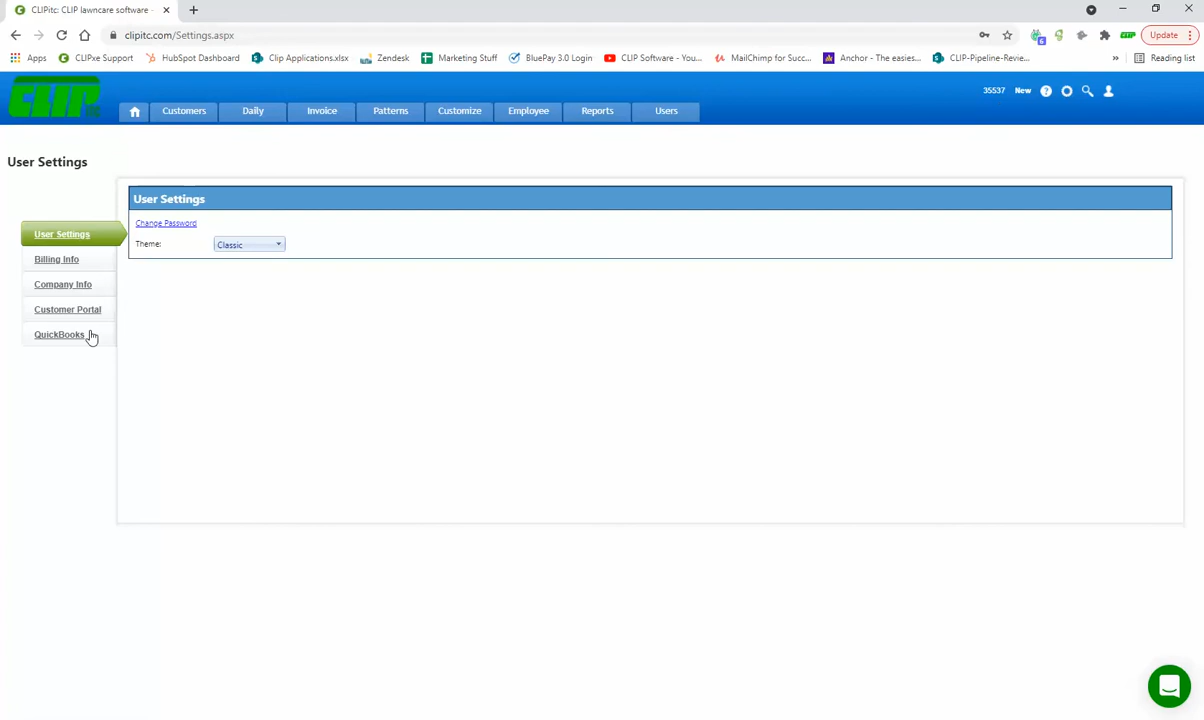 CLIPitc: CLIP lawncare software
clipitc.com/Settings.aspx
Update
Apps
CLIPxe Support
HubSpot Dashboard
Clip Applications.xlsx
Zendesk
Marketing Stuff
BluePay 3.0 Login
CLIP Software - You...
MailChimp for Succ...
Anchor - The easies...
CLIP-Pipeline-Revie...
»
Reading list
CLIP
itc
35537 New
Customers
Daily
Invoice
Patterns
Customize
Employee
Reports
Users
User Settings
User Settings
Billing Info
Company Info
Customer Portal
QuickBooks
User Settings
Change Password
Theme: Classic